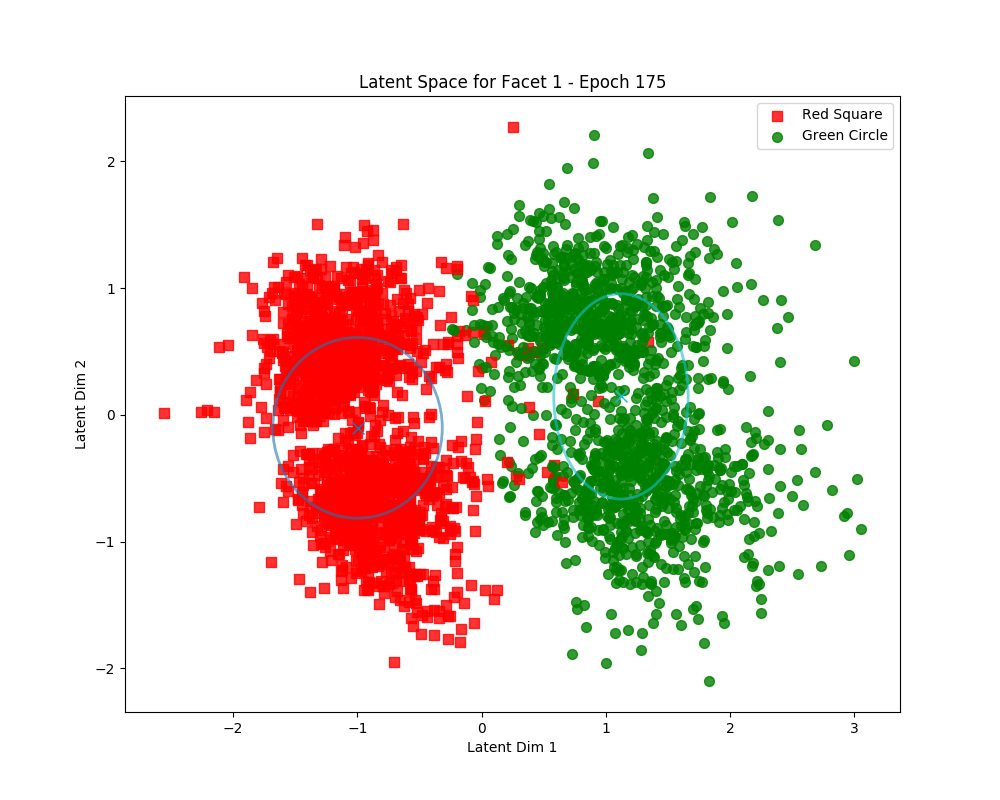 Latent Space for Facet 1 - Epoch 175
Red Square
Green Circle
2
1
0
−1
−2
Latent Dim 2
−2
−1
0
1
2
3
Latent Dim 1